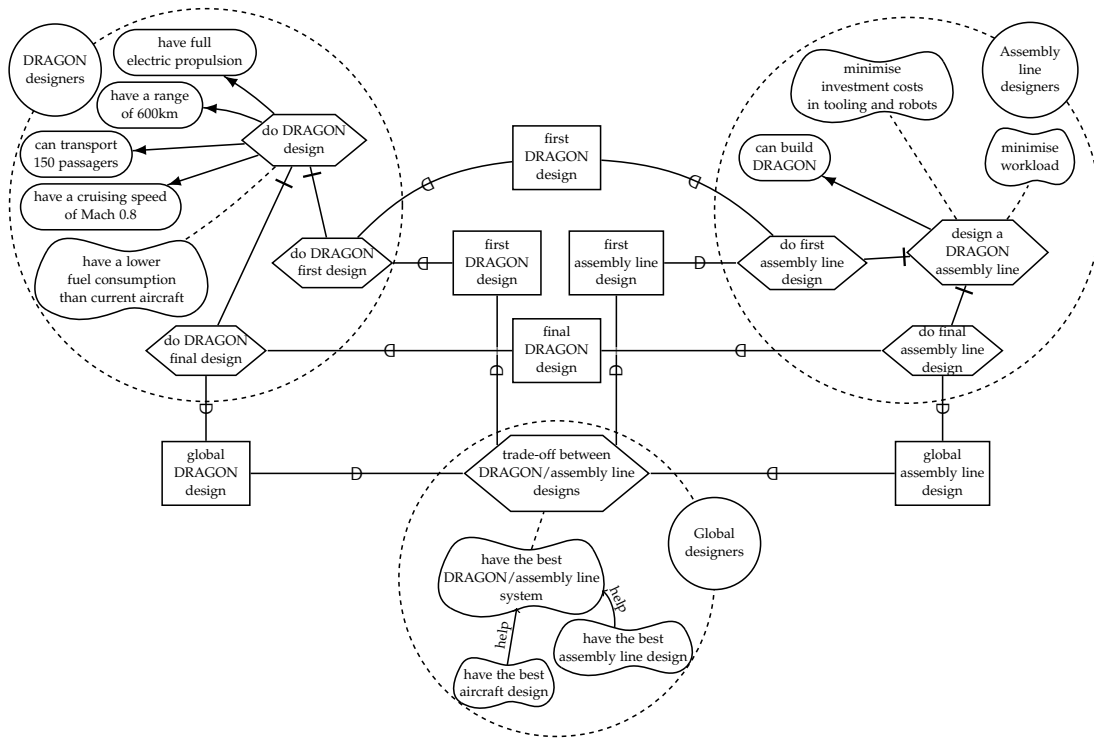 DRAGON
designers
have full
electric propulsion
have a range
of 600km
do DRAGON
design
can transport
150 passagers
have a cruising speed
of Mach 0.8
have a lower
fuel consumption
than current aircraft
do DRAGON
first design
do DRAGON
final design
first
DRAGON
design
first
DRAGON
design
first
assembly line
design
final
DRAGON
design
D
D
D
D
D
D
D
D
D
D
D
D
Assembly
line
designers
minimise
investment costs
in tooling and robots
can build
DRAGON
minimise
workload
do first
assembly line
design
design a
DRAGON
assembly line
do final
assembly line
design
global
DRAGON
design
trade-off between
DRAGON/assembly line
designs
global
assembly line
design
Global
designers
have the best
DRAGON/assembly line
system
help
help
have the best
assembly line design
have the best
aircraft design